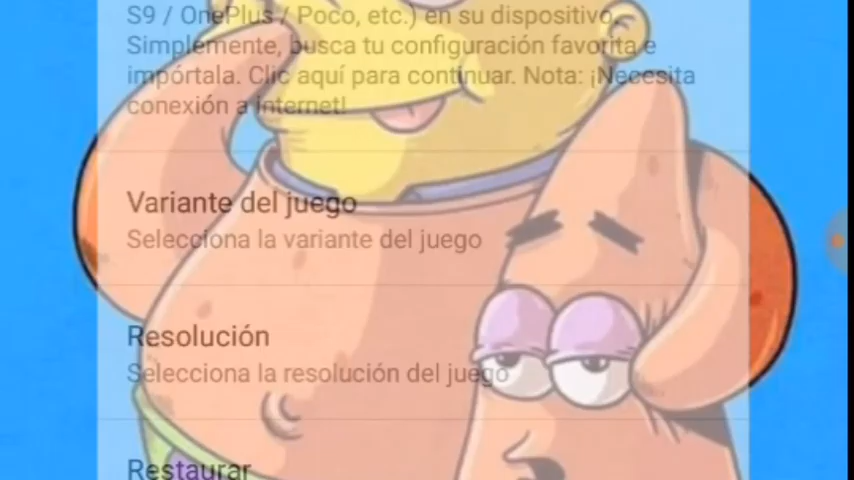 S9 / OnePlus / Poco, etc.) en su dispositivo.
Simplemente, busca tu configuración favorita e
impórtala. Clic aquí para continuar. Nota: ¡Necesita
conexión a Internet!
Variante del juego
Selecciona la variante del juego
Resolución
Selecciona la resolución del juego
Restaurar